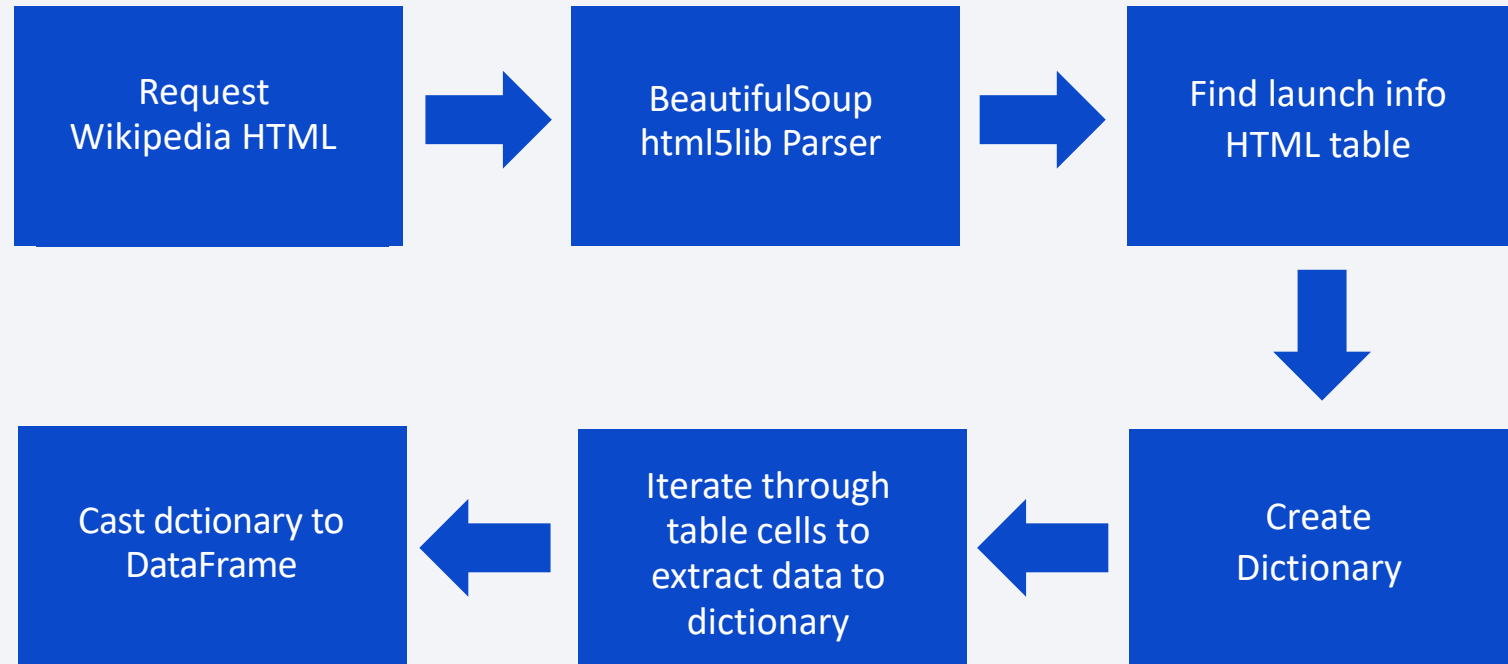 Request
Wikipedia HTML
BeautifulSoup
html5lib Parser
Find launch info
HTML table
Create
Dictionary
Iterate through
table cells to
extract data to
dictionary
Cast dctionary to
DataFrame